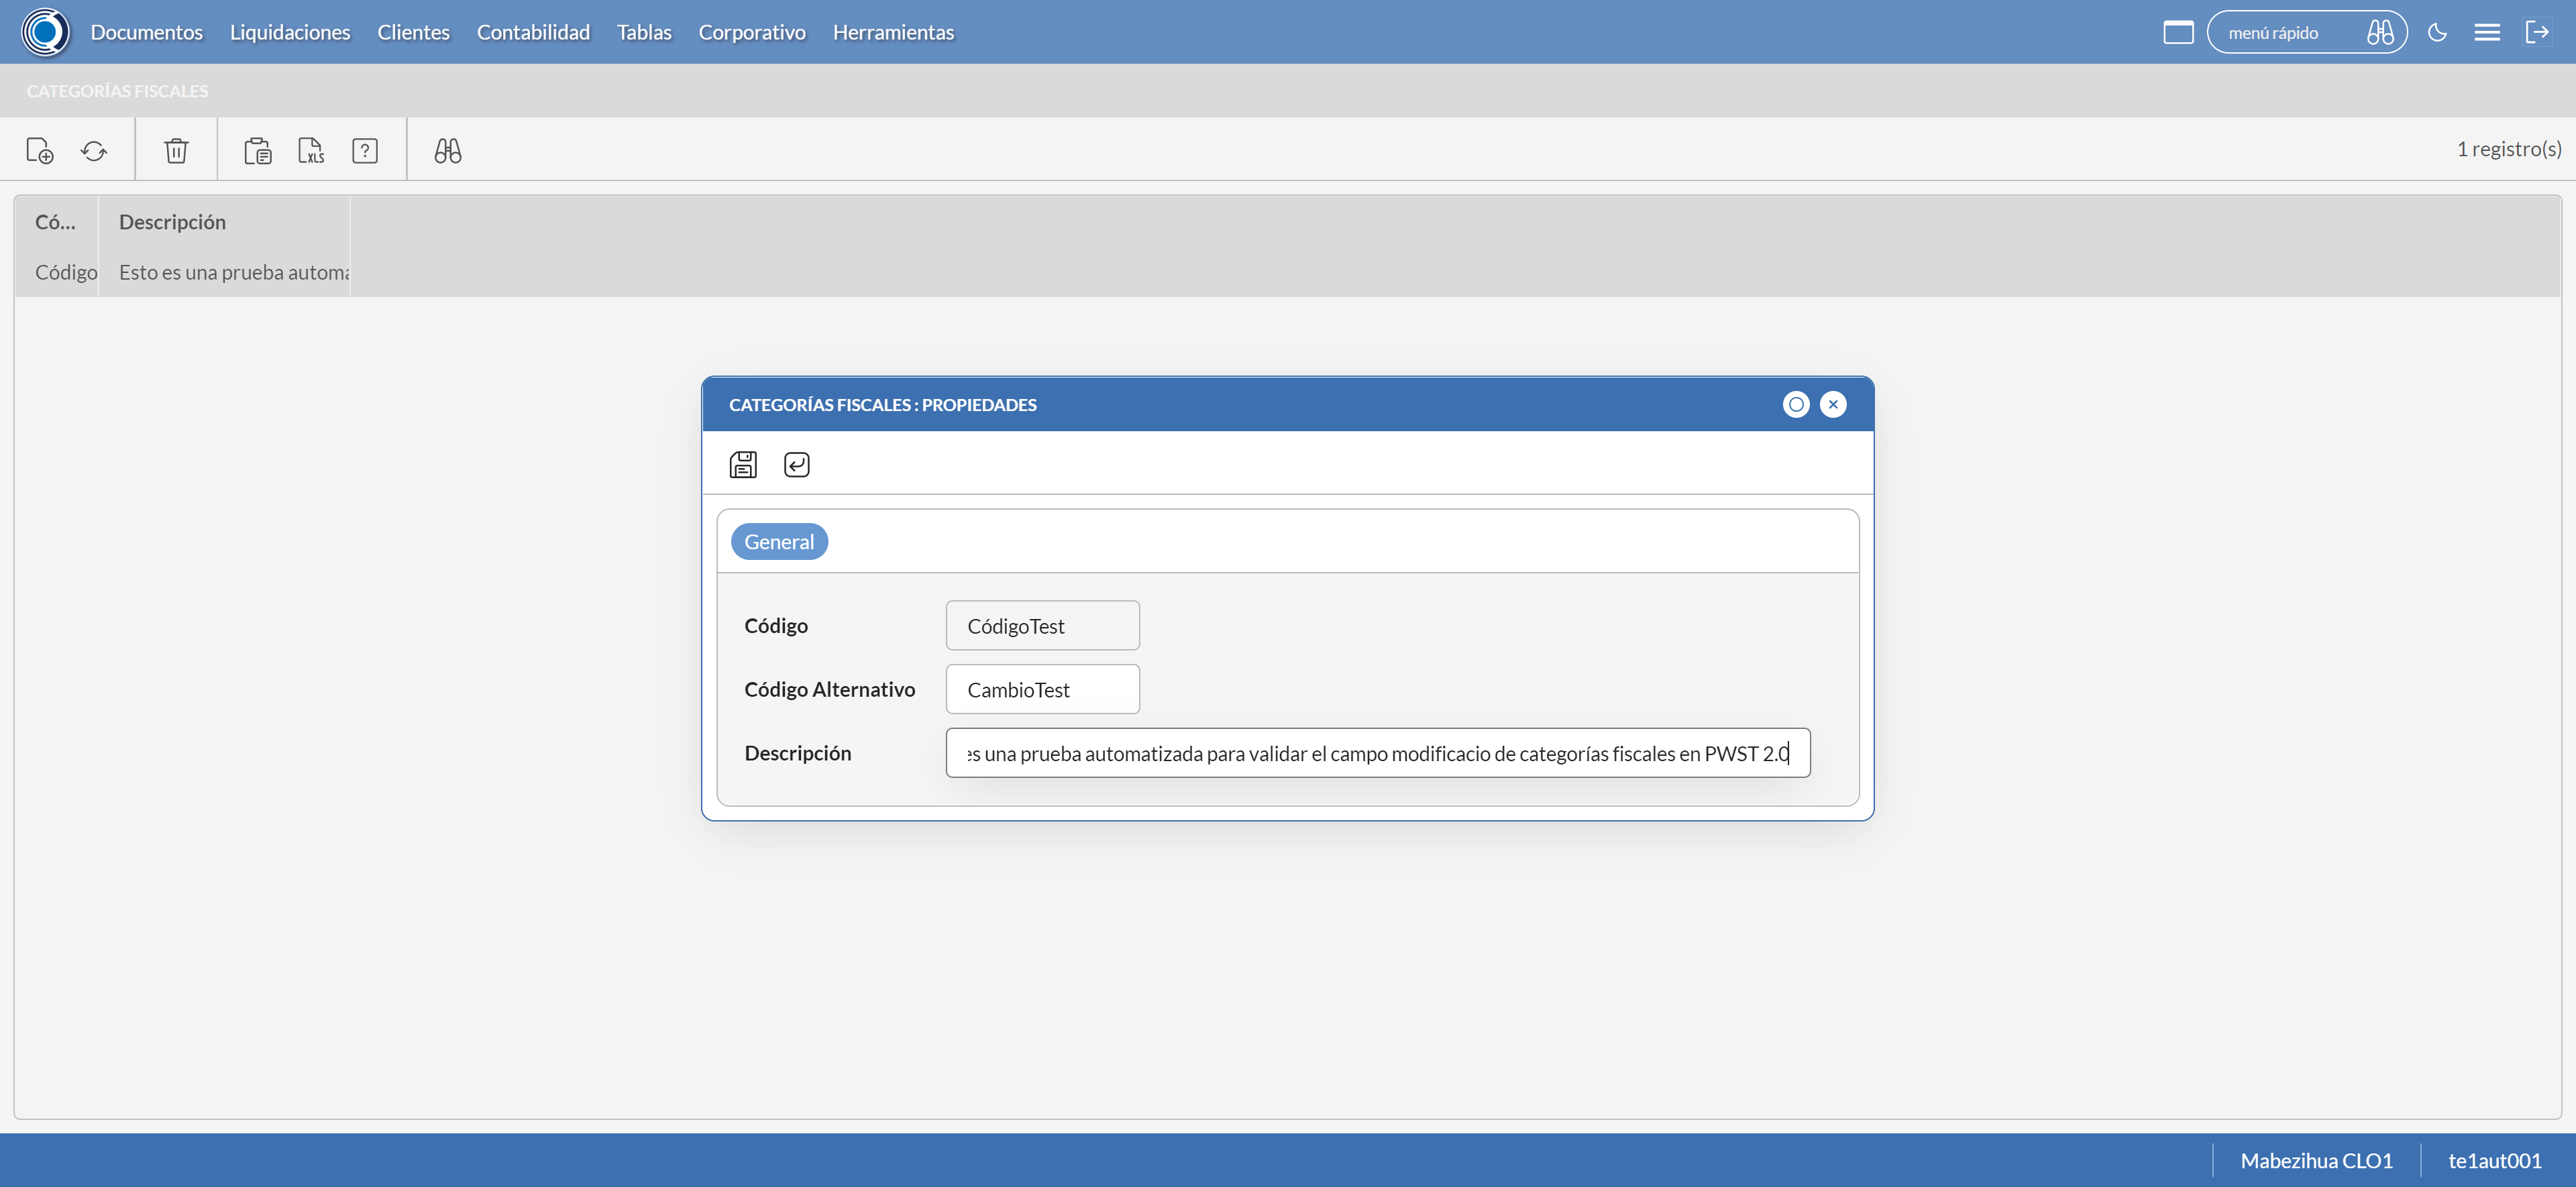 Documentos Liquidaciones Clientes Contabilidad Tablas Corporativo Herramientas menú rápido
CATEGORÍAS FISCALES
XLS ? 1 registro(s)
Có... Descripción
Código Esto es una prueba automa
CATEGORÍAS FISCALES : PROPIEDADES
General
Código CódigoTest
Código Alternativo CambioTest
Descripción es una prueba automatizada para validar el campo modificacio de categorías fiscales en PWST 2.0
Mabezihua CLO1 te1aut001